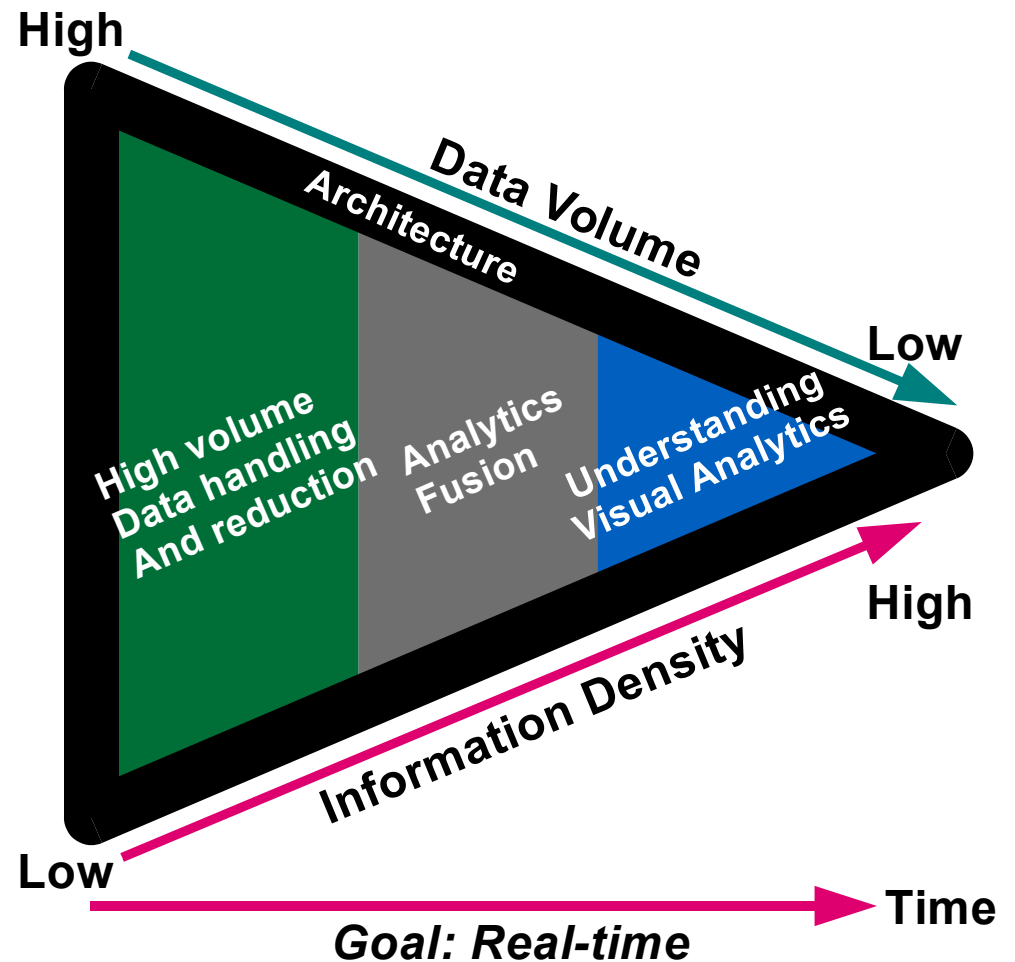 High
Data Volume
Architecture
Low
High volume
Data handling
And reduction
Analytics
Fusion
Understanding
Visual Analytics
High
Information Density
Low
Time
Goal: Real-time